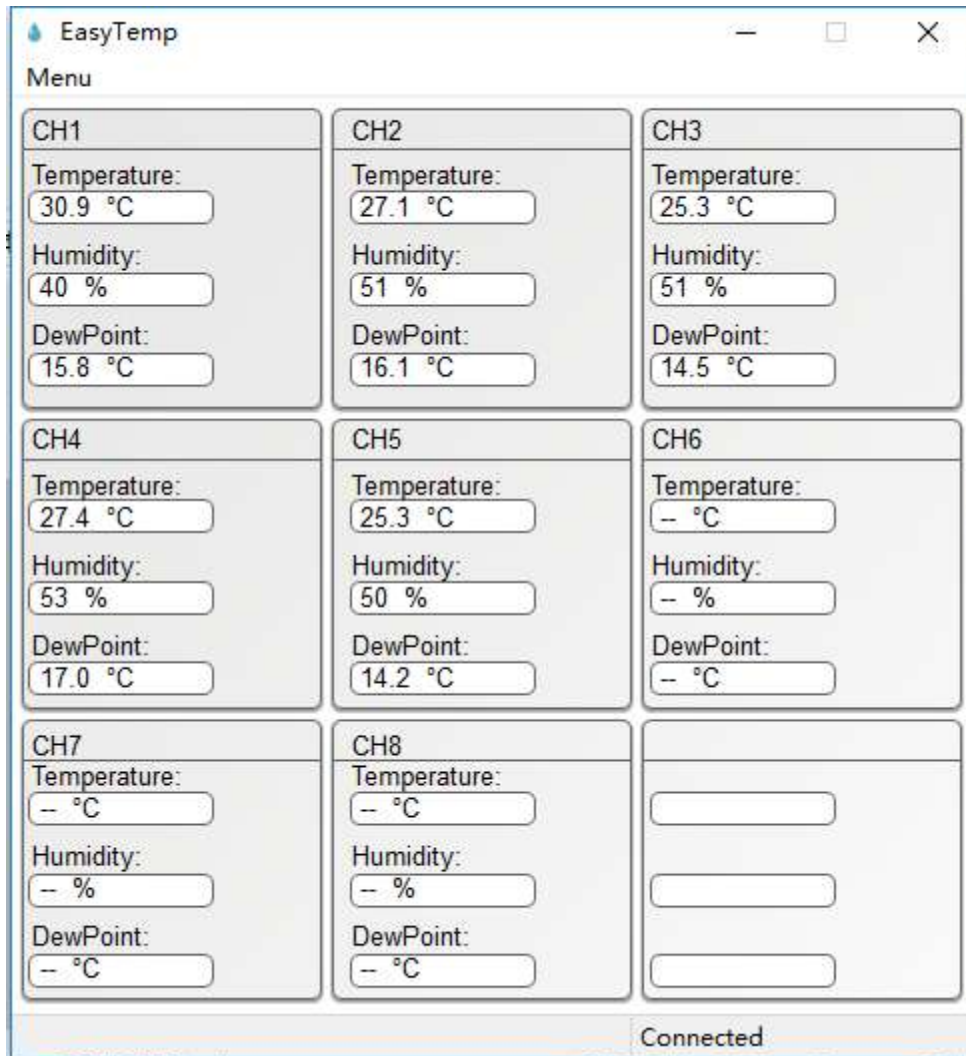 EasyTemp
Menu
CH1
Temperature:
30.9 °C
Humidity:
40 %
DewPoint:
15.8 °C
CH2
Temperature:
27.1 °C
Humidity:
51 %
DewPoint:
16.1 °C
CH3
Temperature:
25.3 °C
Humidity:
51 %
DewPoint:
14.5 °C
CH4
Temperature:
27.4 °C
Humidity:
53 %
DewPoint:
17.0 °C
CH5
Temperature:
25.3 °C
Humidity:
50 %
DewPoint:
14.2 °C
CH6
Temperature:
-- °C
Humidity:
-- %
DewPoint:
-- °C
CH7
Temperature:
-- °C
Humidity:
-- %
DewPoint:
-- °C
CH8
Temperature:
-- °C
Humidity:
-- %
DewPoint:
-- °C
Connected